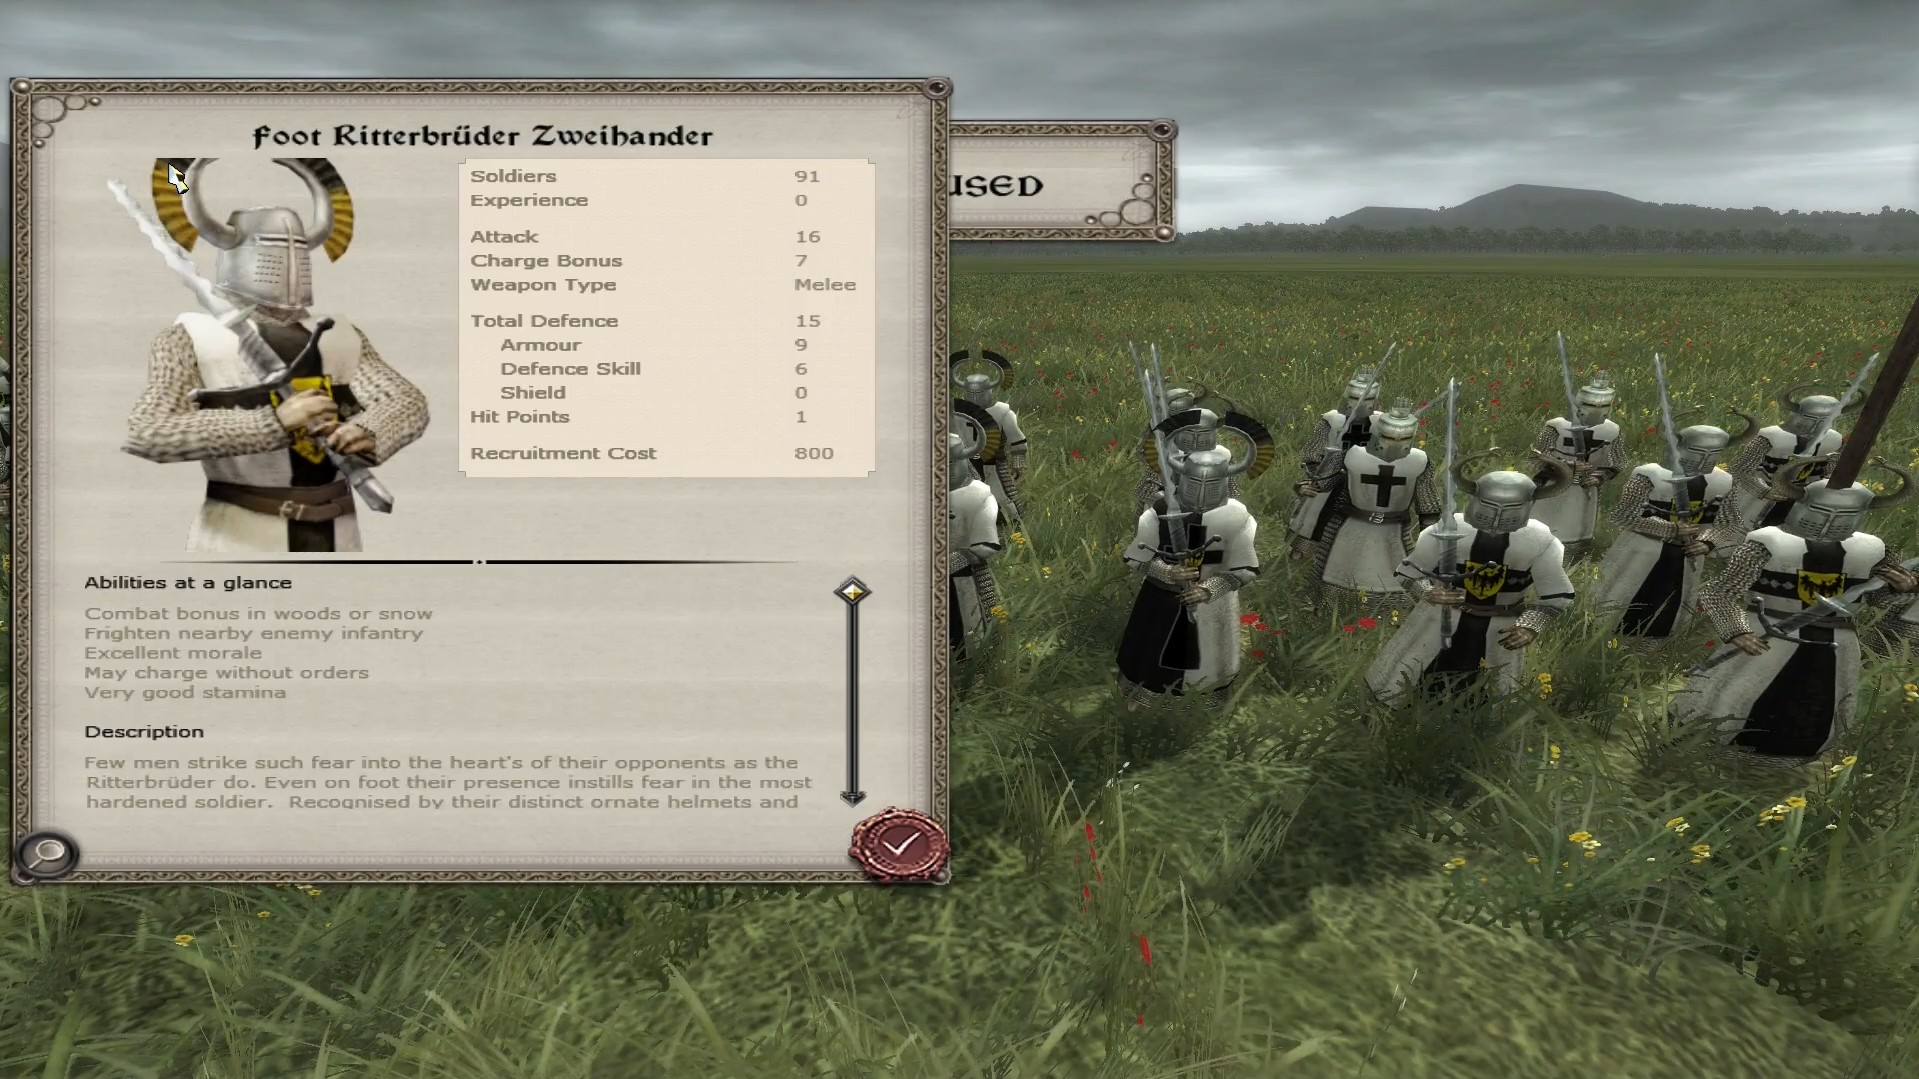 Foot Ritterbrüder Zweihander
Soldiers 91
Experience 0
Attack 16
Charge Bonus 7
Weapon Type Melee
Total Defence 15
Armour 9
Defence Skill 6
Shield 0
Hit Points 1
Recruitment Cost 800
USED
Abilities at a glance
Combat bonus in woods or snow
Frighten nearby enemy infantry
Excellent morale
May charge without orders
Very good stamina
Description
Few men strike such fear into the heart's of their opponents as the
Ritterbrüder do. Even on foot their presence instills fear in the most
hardened soldier. Recognised by their distinct ornate helmets and